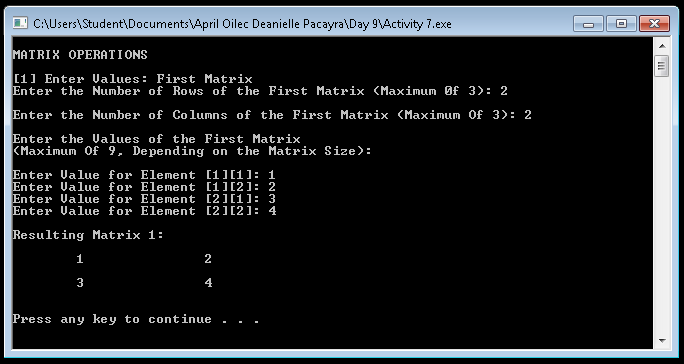 C:\Users\Student\Documents\April Oilec Deanielle Pacayra\Day 9\Activity 7.exe
MATRIX OPERATIONS
[1] Enter Values: First Matrix
Enter the Number of Rows of the First Matrix (Maximum Of 3): 2
Enter the Number of Columns of the First Matrix (Maximum Of 3): 2
Enter the Values of the First Matrix
(Maximum Of 9, Depending on the Matrix Size):
Enter Value for Element [1][1]: 1
Enter Value for Element [1][2]: 2
Enter Value for Element [2][1]: 3
Enter Value for Element [2][2]: 4
Resulting Matrix 1:
1 2
3 4
Press any key to continue . . .